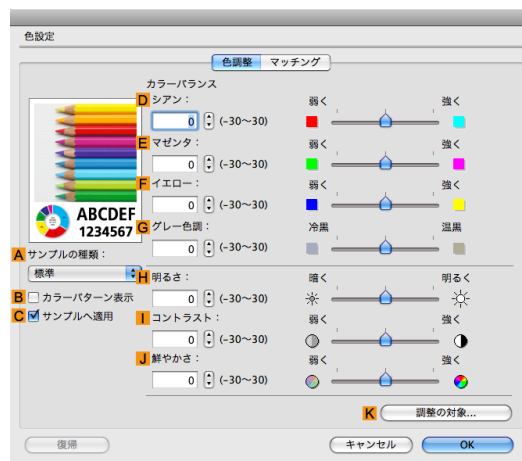 色設定
色調整 マッチング
カラーバランス
D シアン：
弱く 強く
0 (-30～30)
E マゼンタ：
弱く 強く
0 (-30～30)
F イエロー：
弱く 強く
0 (-30～30)
G グレー色調：
冷黒 温黒
0 (-30～30)
ABCDEF
1234567
A サンプルの種類：
標準
B カラーパターン表示
C サンプルへ適用
H 明るさ：
暗く 明るく
0 (-30～30)
I コントラスト：
弱く 強く
0 (-30～30)
J 鮮やかさ：
弱く 強く
0 (-30～30)
K 調整の対象...
復帰 キャンセル OK